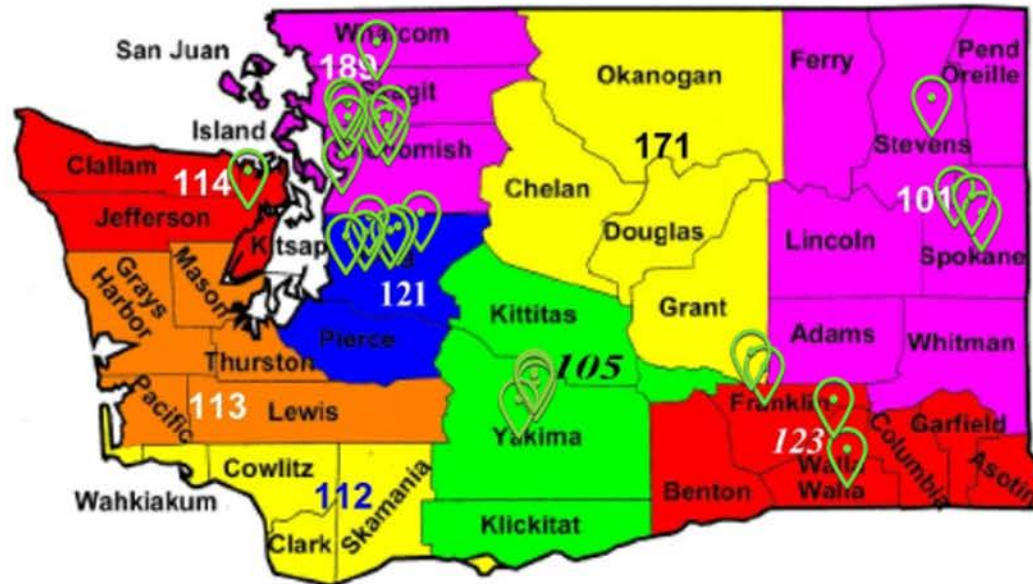 San Juan
Whatcom
189
Okanogan
Ferry
Pend
Oreille
Island
Stevens
Clallam
114
171
Chelan
101
Jefferson
Kitsap
Douglas
Lincoln
Spokane
Grays
Harbor
Mason
121
Kittitas
Grant
Pierce
Adams
Whitman
Thurston
105
Pacific
113
Lewis
Yakima
Franklin
Garfield
123
Columbia
Cowlitz
Walla
Walla
Asotin
Wahkiakum
112
Skamania
Benton
Clark
Klickitat